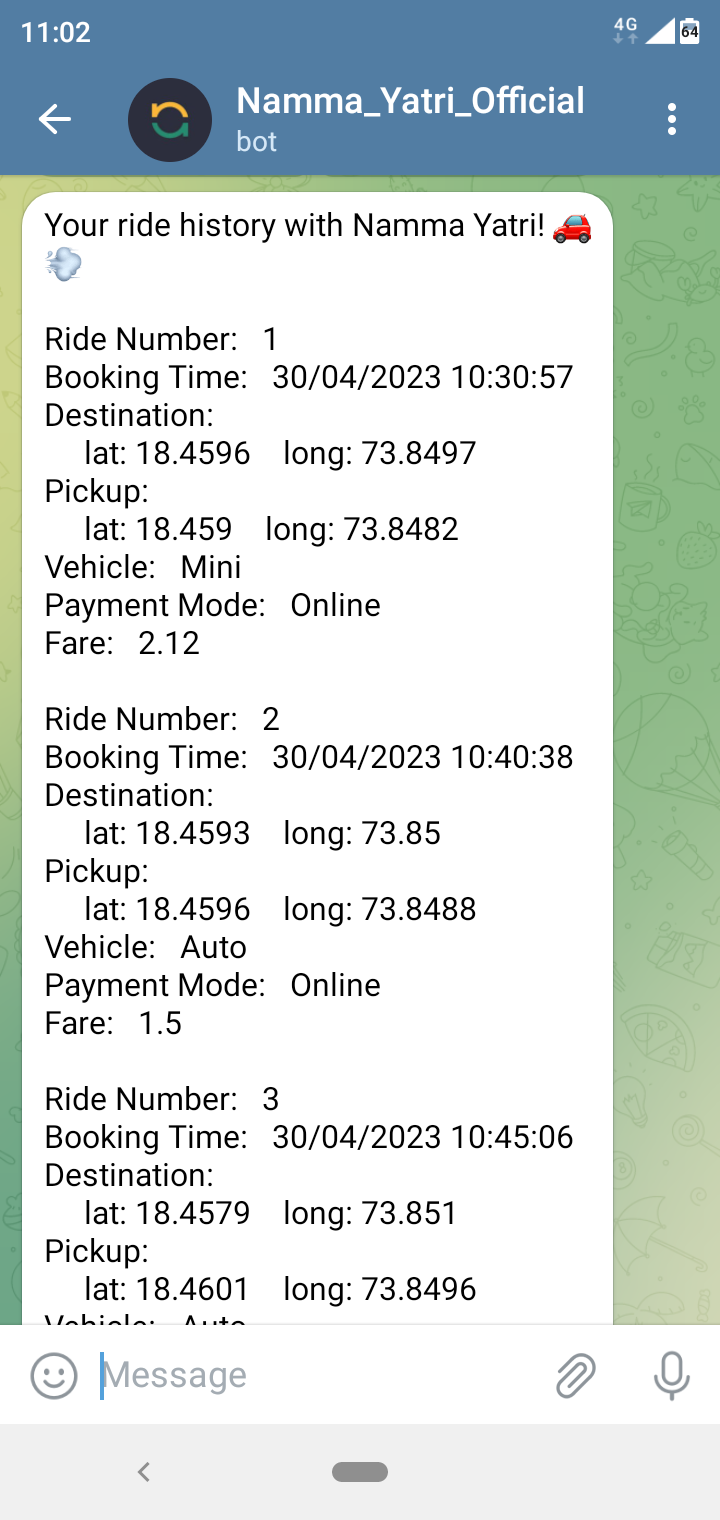 11:02
4G
64
Namma_Yatri_Official
bot
Your ride history with Namma Yatri! 🚗
💨
Ride Number: 1
Booking Time: 30/04/2023 10:30:57
Destination:
lat: 18.4596 long: 73.8497
Pickup:
lat: 18.459 long: 73.8482
Vehicle: Mini
Payment Mode: Online
Fare: 2.12
Ride Number: 2
Booking Time: 30/04/2023 10:40:38
Destination:
lat: 18.4593 long: 73.85
Pickup:
lat: 18.4596 long: 73.8488
Vehicle: Auto
Payment Mode: Online
Fare: 1.5
Ride Number: 3
Booking Time: 30/04/2023 10:45:06
Destination:
lat: 18.4579 long: 73.851
Pickup:
lat: 18.4601 long: 73.8496
Vehicle: Auto
Message